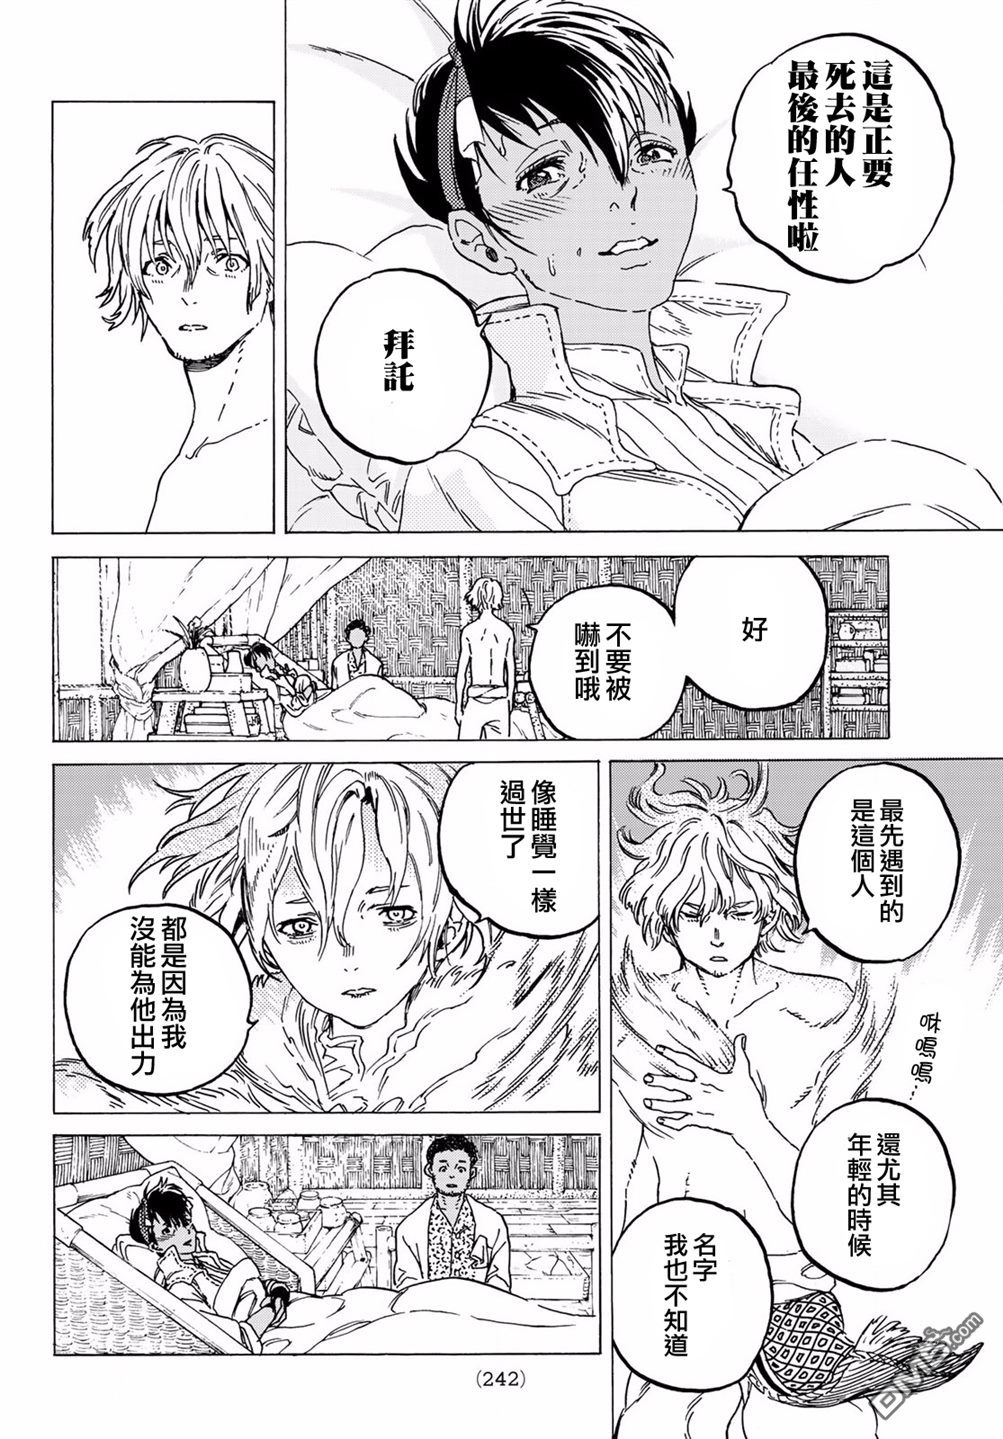 這是正要
死去的人
最後的任性啦
拜託
好
不要被
嚇到哦
最先遇到的
是這個人
咻嗚嗚…
還尤其
年輕的時候
名字
我也不知道
像睡覺一樣
過世了
都是因為我
沒能為他出力
(242)
DM5.com